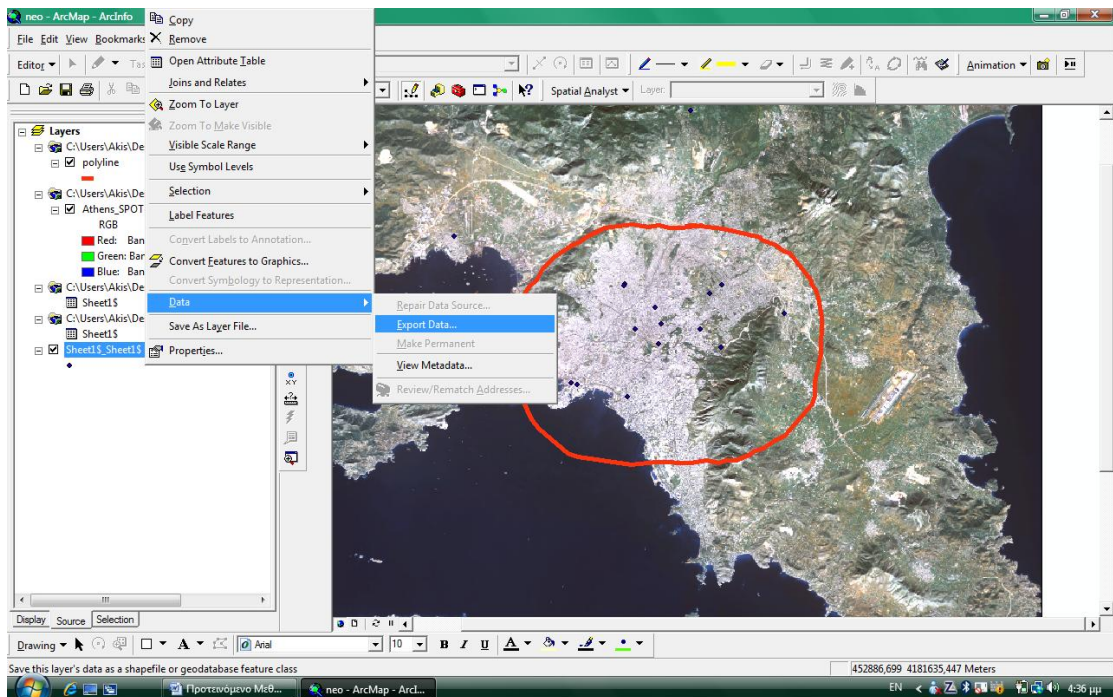 neo - ArcMap - ArcInfo
File Edit View Bookmarks
Editor
Copy
Remove
Open Attribute Table
Joins and Relates
Zoom To Layer
Zoom To Make Visible
Visible Scale Range
Use Symbol Levels
Selection
Label Features
Convert Labels to Annotation...
Convert Features to Graphics...
Convert Symbology to Representation...
Data
Save As Layer File...
Properties...
Repair Data Source...
Export Data...
Make Permanent
View Metadata...
Review/Rematch Addresses...
Animation
Spatial Analyst
Layer:
Layers
C:\Users\Akis\De
polyline
C:\Users\Akis\De
Athens_SPOT
RGB
Red: Ban
Green: Bar
Blue: Ban
C:\Users\Akis\De
Sheet1$
C:\Users\Akis\De
Sheet1$
Sheet1$_Sheet1$
XY
Display Source Selection
Drawing A Arial 10 B I U A
Save this layer's data as a shapefile or geodatabase feature class
452886,699 4181635,447 Meters
Προτεινόμενο Μεθ...
neo - ArcMap - ArcI...
EN
4:36 μμ